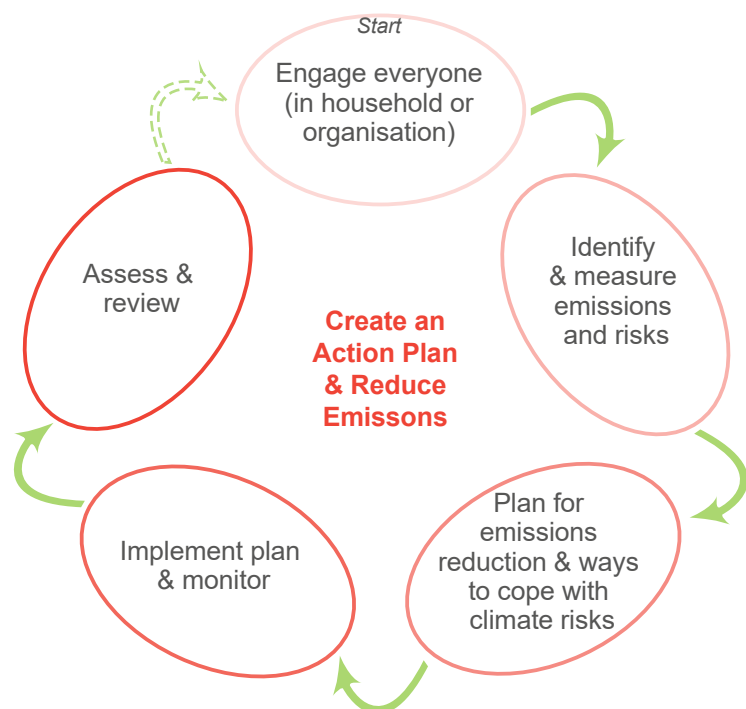 Start
Engage everyone
(in household or
organisation)
Identify
& measure
emissions
and risks
Plan for
emissions
reduction & ways
to cope with
climate risks
Implement plan
& monitor
Assess &
review
Create an
Action Plan
& Reduce
Emissons